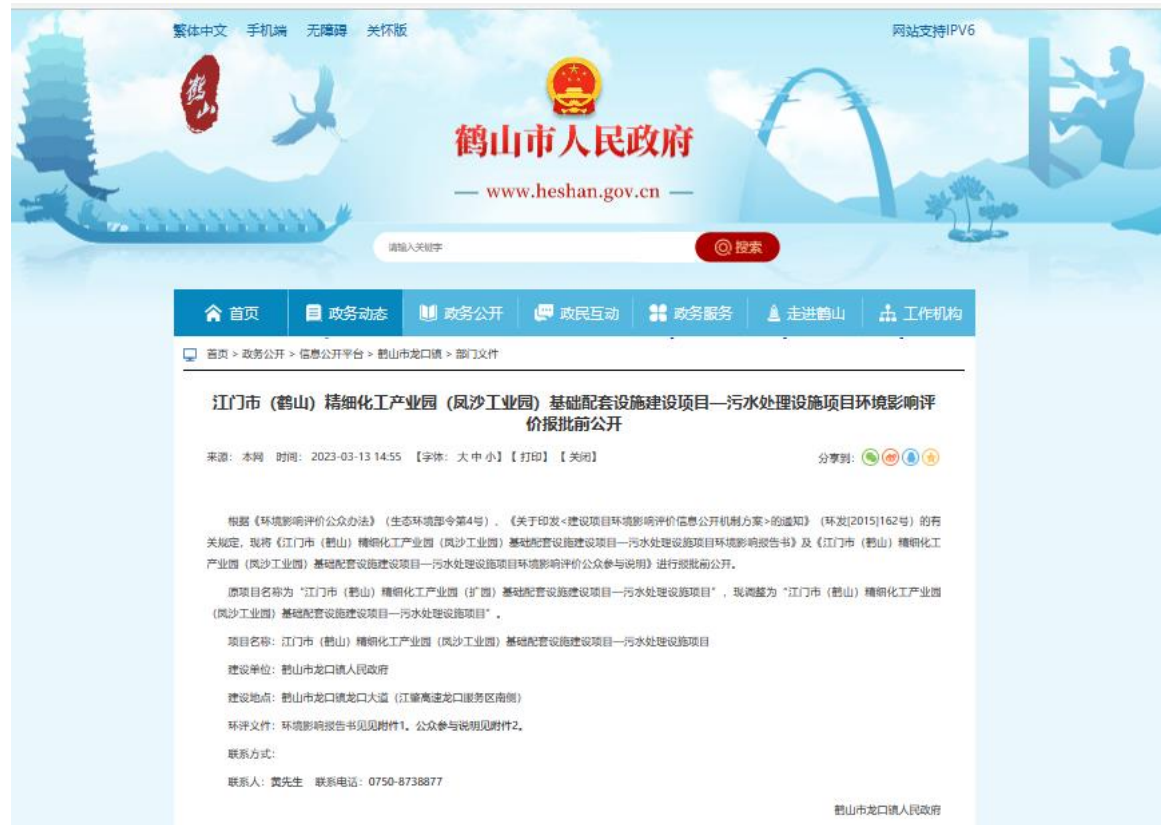 繁体中文 手机端 无障碍 关怀版 网站支持IPV6
鹤山
鹤山市人民政府
— www.heshan.gov.cn —
请输入关键字 搜索
首页 政务动态 政务公开 政民互动 政务服务 走进鹤山 工作机构
首页 > 政务公开 > 信息公开平台 > 鹤山市龙口镇 > 部门文件
江门市（鹤山）精细化工产业园（凤沙工业园）基础配套设施建设项目—污水处理设施项目环境影响评
价报批前公开
来源： 本网 时间： 2023-03-13 14:55 【字体： 大 中 小】【 打印】【 关闭】 分享到：
根据《环境影响评价公众办法》（生态环境部令第4号）、《关于印发<建设项目环境影响评价信息公开机制方案>的通知》（环发[2015]162号）的有
关规定，现将《江门市（鹤山）精细化工产业园（凤沙工业园）基础配套设施建设项目—污水处理设施项目环境影响报告书》及《江门市（鹤山）精细化工
产业园（凤沙工业园）基础配套设施建设项目—污水处理设施项目环境影响评价公众参与说明》进行报批前公开。
原项目名称为“江门市（鹤山）精细化工产业园（扩园）基础配套设施建设项目—污水处理设施项目”，现调整为“江门市（鹤山）精细化工产业园
（凤沙工业园）基础配套设施建设项目—污水处理设施项目”。
项目名称：江门市（鹤山）精细化工产业园（凤沙工业园）基础配套设施建设项目—污水处理设施项目
建设单位：鹤山市龙口镇人民政府
建设地点：鹤山市龙口镇龙口大道（江肇高速龙口服务区南侧）
环评文件：环境影响报告书见见附件1。公众参与说明见附件2。
联系方式：
联系人：黄先生 联系电话：0750-8738877
鹤山市龙口镇人民政府